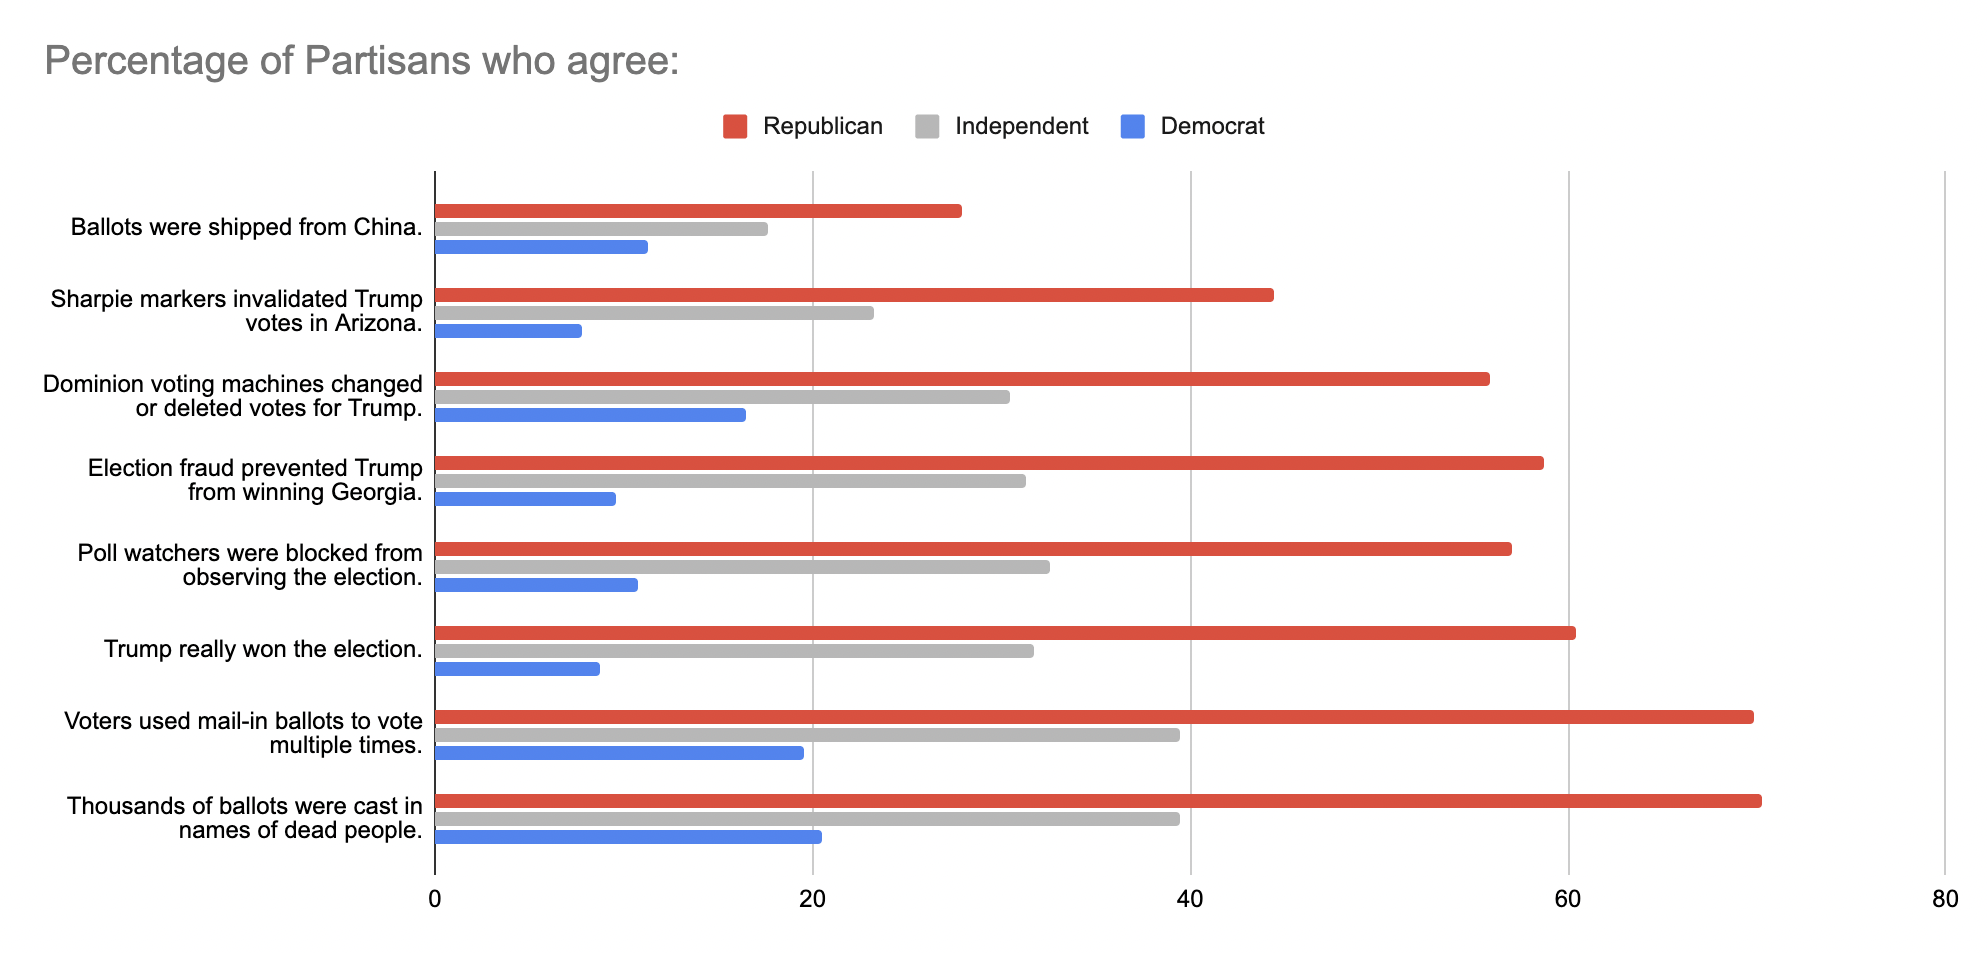 Percentage of Partisans who agree:
Republican Independent Democrat
Ballots were shipped from China.
Sharpie markers invalidated Trump
votes in Arizona.
Dominion voting machines changed
or deleted votes for Trump.
Election fraud prevented Trump
from winning Georgia.
Poll watchers were blocked from
observing the election.
Trump really won the election.
Voters used mail-in ballots to vote
multiple times.
Thousands of ballots were cast in
names of dead people.
0 20 40 60 80